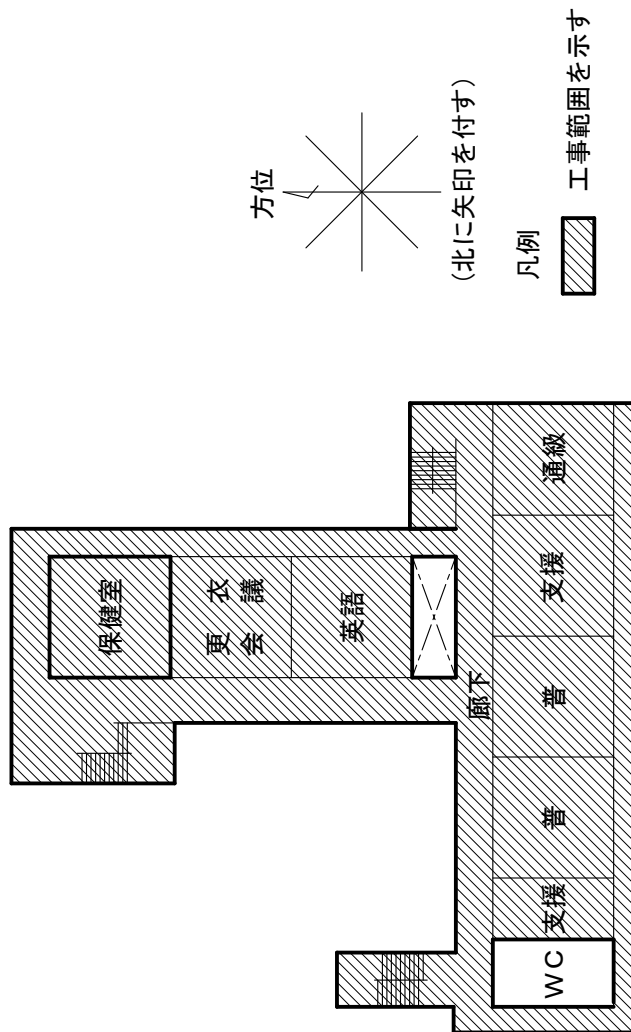 保健室
更 衣
会 議
英語
廊下
WC
支援
普
普
支援
通級
方位
(北に矢印を付す)
凡例
工事範囲を示す